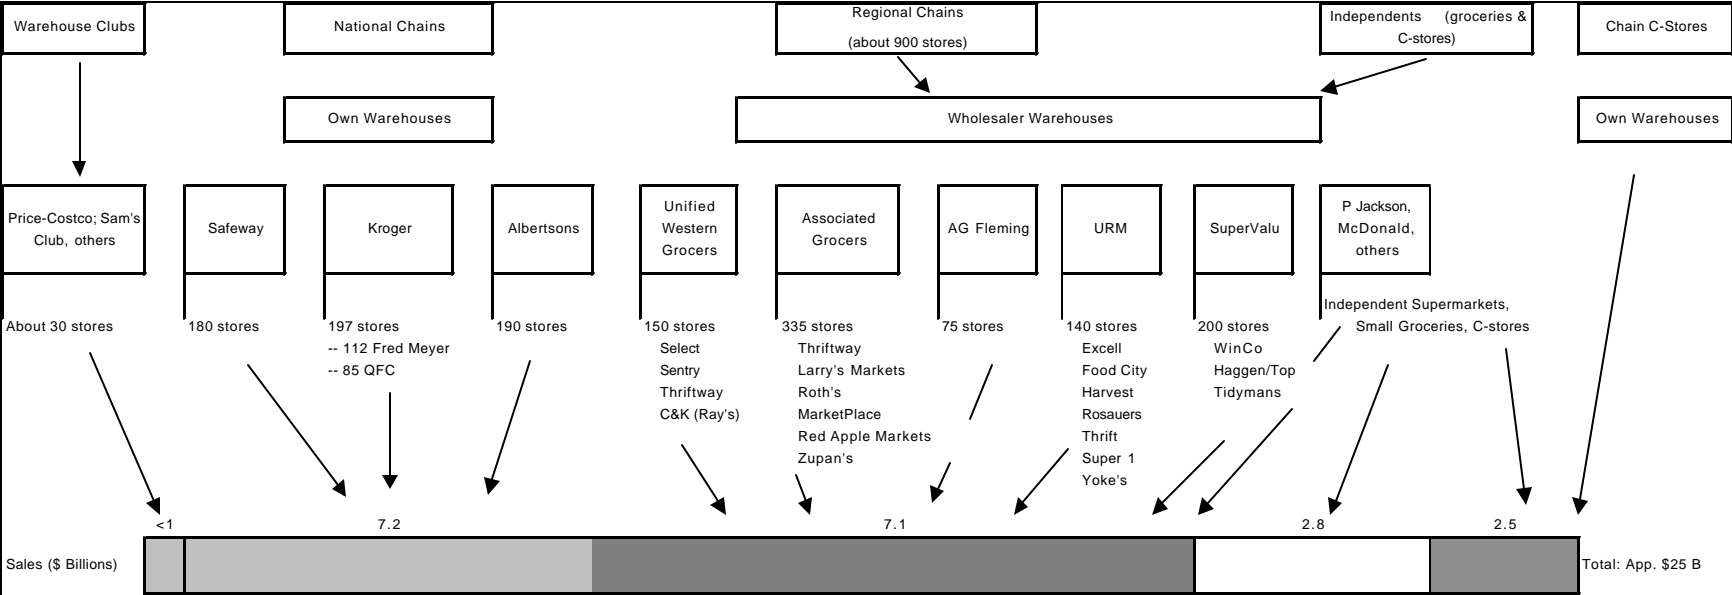 Warehouse Clubs
National Chains
Regional Chains
(about 900 stores)
Independents (groceries &
C-stores)
Chain C-Stores
Own Warehouses
Wholesaler Warehouses
Own Warehouses
Price-Costco; Sam's
Club, others
Safeway
Kroger
Albertsons
Unified
Western
Grocers
Associated
Grocers
AG Fleming
URM
SuperValu
P Jackson,
McDonald,
others
About 30 stores
180 stores
197 stores
-- 112 Fred Meyer
-- 85 QFC
190 stores
150 stores
Select
Sentry
Thriftway
C&K (Ray's)
335 stores
Thriftway
Larry's Markets
Roth's
MarketPlace
Red Apple Markets
Zupan's
75 stores
140 stores
Excell
Food City
Harvest
Rosauers
Thrift
Super 1
Yoke's
200 stores
WinCo
Haggen/Top
Tidymans
Independent Supermarkets,
Small Groceries, C-stores
<1
7.2
7.1
2.8
2.5
Sales ($ Billions)
Total: App. $25 B